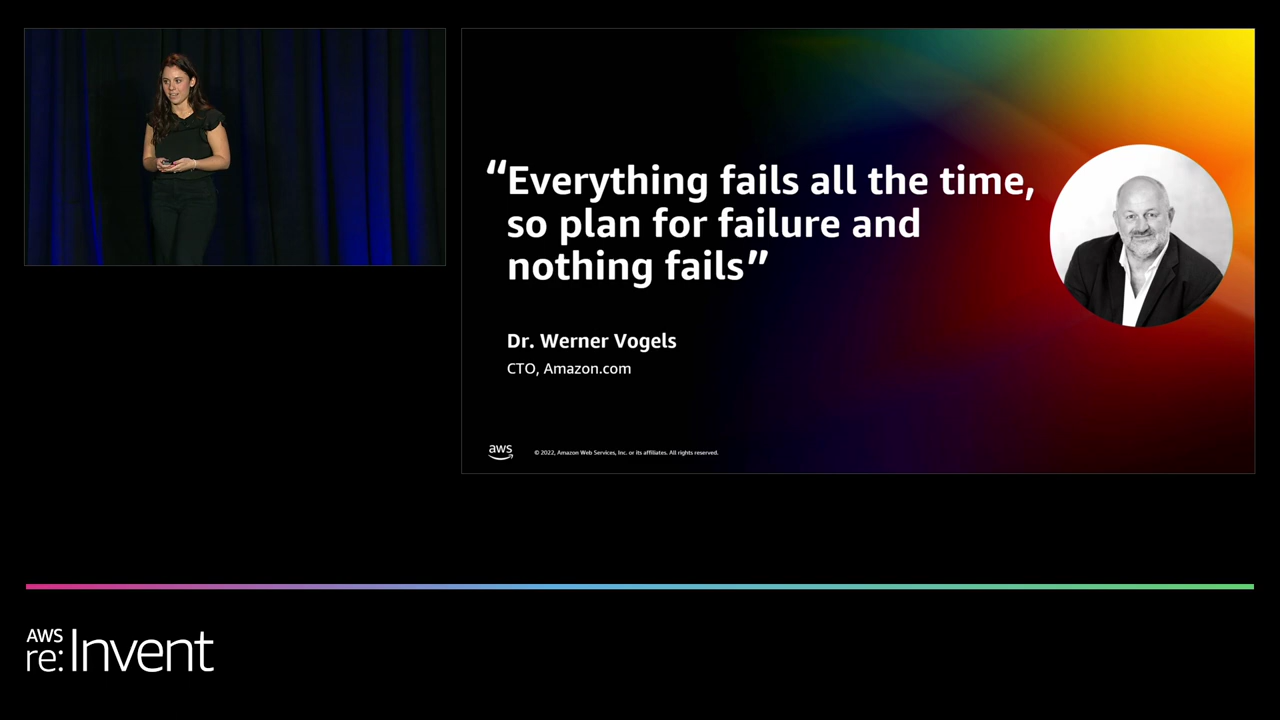 “Everything fails all the time,
so plan for failure and
nothing fails”
Dr. Werner Vogels
CTO, Amazon.com
aws
© 2022, Amazon Web Services, Inc. or its affiliates. All rights reserved.
AWS
re:Invent